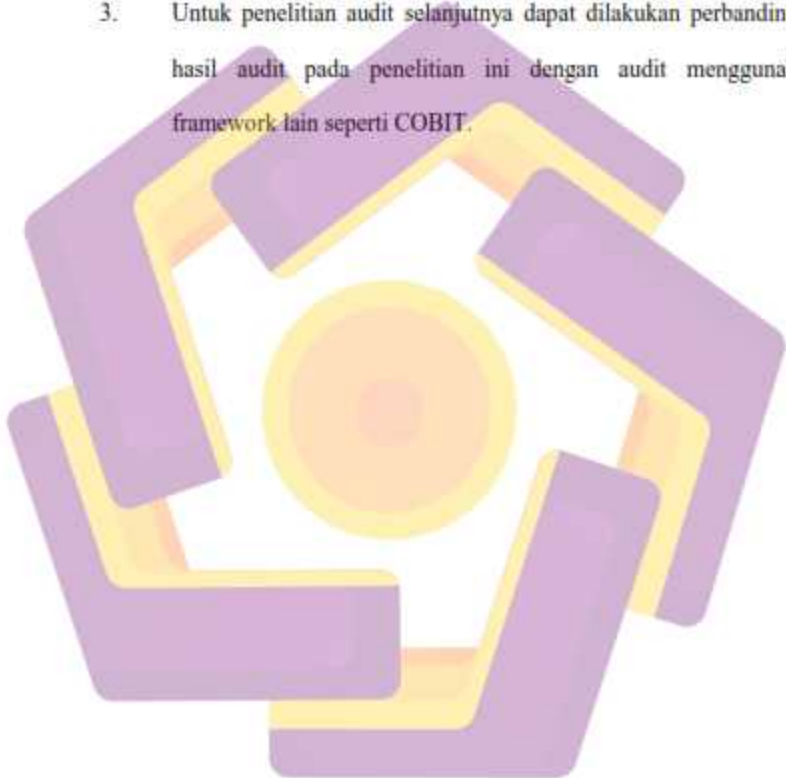 3. Untuk penelitian audit selanjutnya dapat dilakukan perbandin
hasil audit pada penelitian ini dengan audit mengguna
framework lain seperti COBIT.